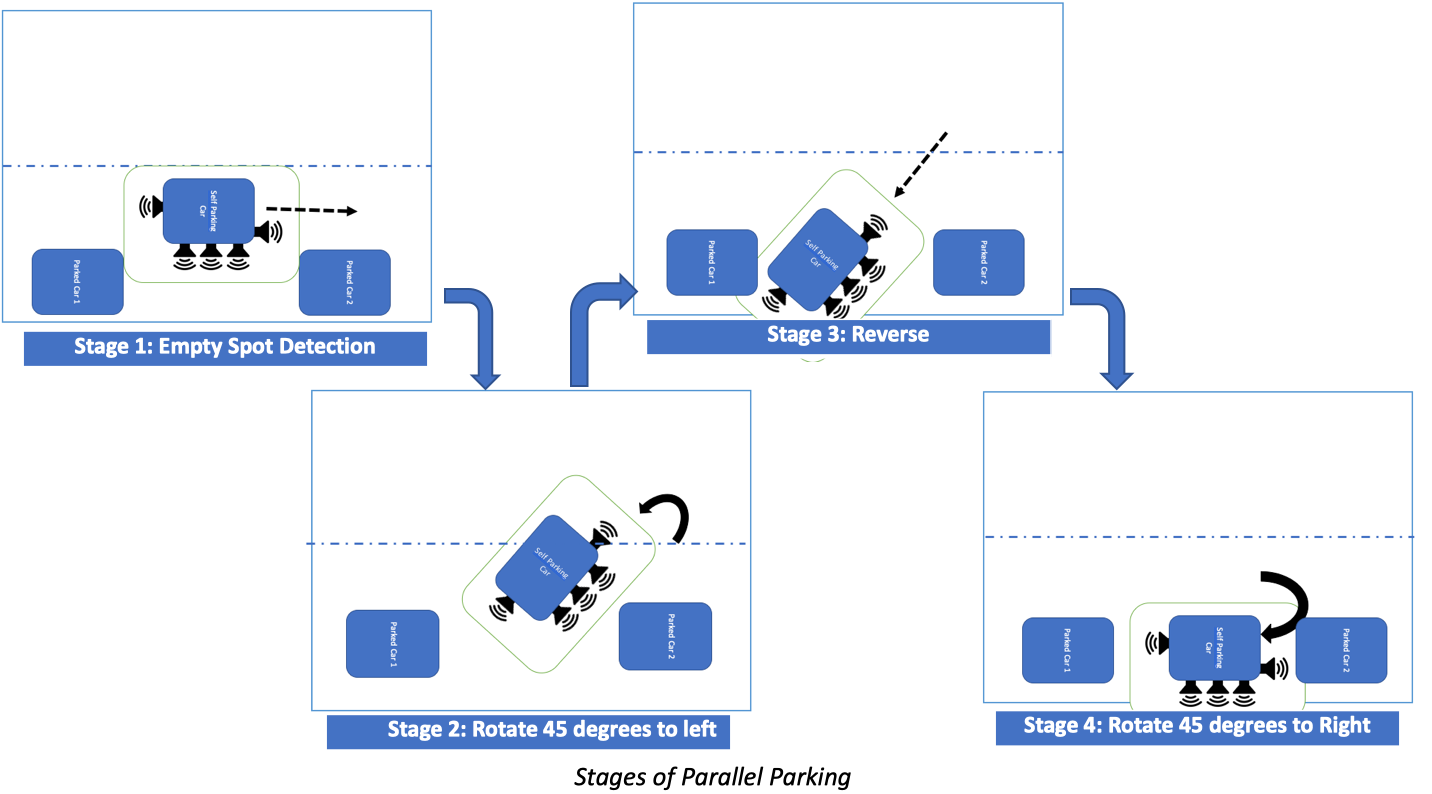 Self Parking
Car
Parked Car 1
Parked Car 2
Stage 1: Empty Spot Detection
Self Parking
Car
Parked Car 1
Parked Car 2
Stage 2: Rotate 45 degrees to left
Self Parking
Car
Parked Car 1
Parked Car 2
Stage 3: Reverse
Self Parking
Car
Parked Car 1
Parked Car 2
Stage 4: Rotate 45 degrees to Right
Stages of Parallel Parking